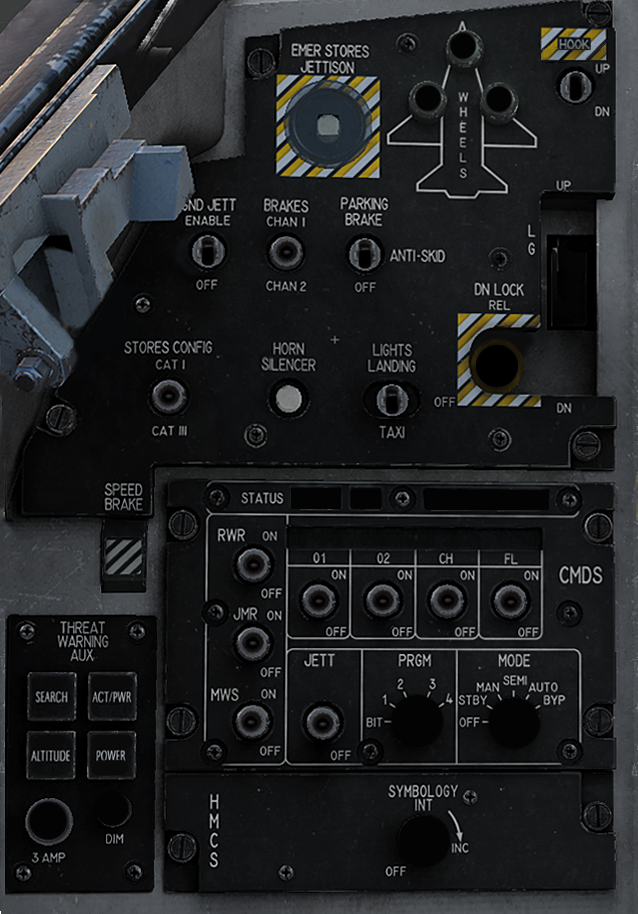 EMER STORES
JETTISON
HOOK
UP
DN
WHEELS
GND JETT
ENABLE
OFF
BRAKES
CHAN I
CHAN 2
PARKING
BRAKE
ANTI-SKID
OFF
UP
LG
DN LOCK
REL
OFF
DN
STORES CONFIG
CAT I
CAT III
HORN
SILENCER
LIGHTS
LANDING
TAXI
SPEED
BRAKE
STATUS
RWR ON
OFF
JMR ON
OFF
MWS ON
OFF
O1 O2 CH FL
ON ON ON ON
OFF OFF OFF OFF
CMDS
JETT
PRGM
BIT 1 2 3 4
MODE
OFF STBY MAN SEMI AUTO BYP
THREAT
WARNING
AUX
SEARCH ACT/PWR
ALTITUDE POWER
3 AMP
DIM
HMCS
SYMBOLOGY
INT
INC
OFF